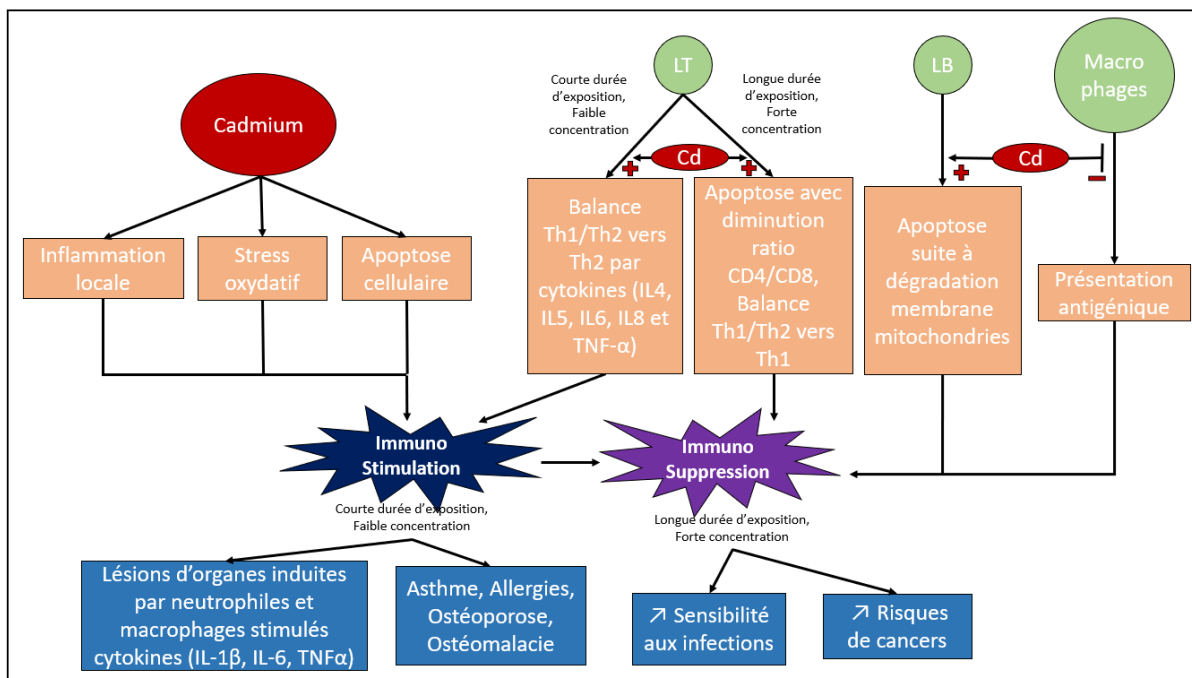 Cadmium
Inflammation
locale
Stress
oxydatif
Apoptose
cellulaire
LT
Courte durée
d’exposition,
Faible
concentration
Longue durée
d’exposition,
Forte
concentration
Cd
Balance
Th1/Th2 vers
Th2 par
cytokines (IL4,
IL5, IL6, IL8 et
TNF-α)
Apoptose avec
diminution
ratio
CD4/CD8,
Balance
Th1/Th2 vers
Th1
LB
Macro
phages
Cd
Apoptose
suite à
dégradation
membrane
mitochondries
Présentation
antigénique
Immuno
Stimulation
Courte durée d’exposition,
Faible concentration
Immuno
Suppression
Longue durée d’exposition,
Forte concentration
Lésions d’organes induites
par neutrophiles et
macrophages stimulés
cytokines (IL-1β, IL-6, TNFα)
Asthme, Allergies,
Ostéoporose,
Ostéomalacie
↗ Sensibilité
aux infections
↗ Risques
de cancers